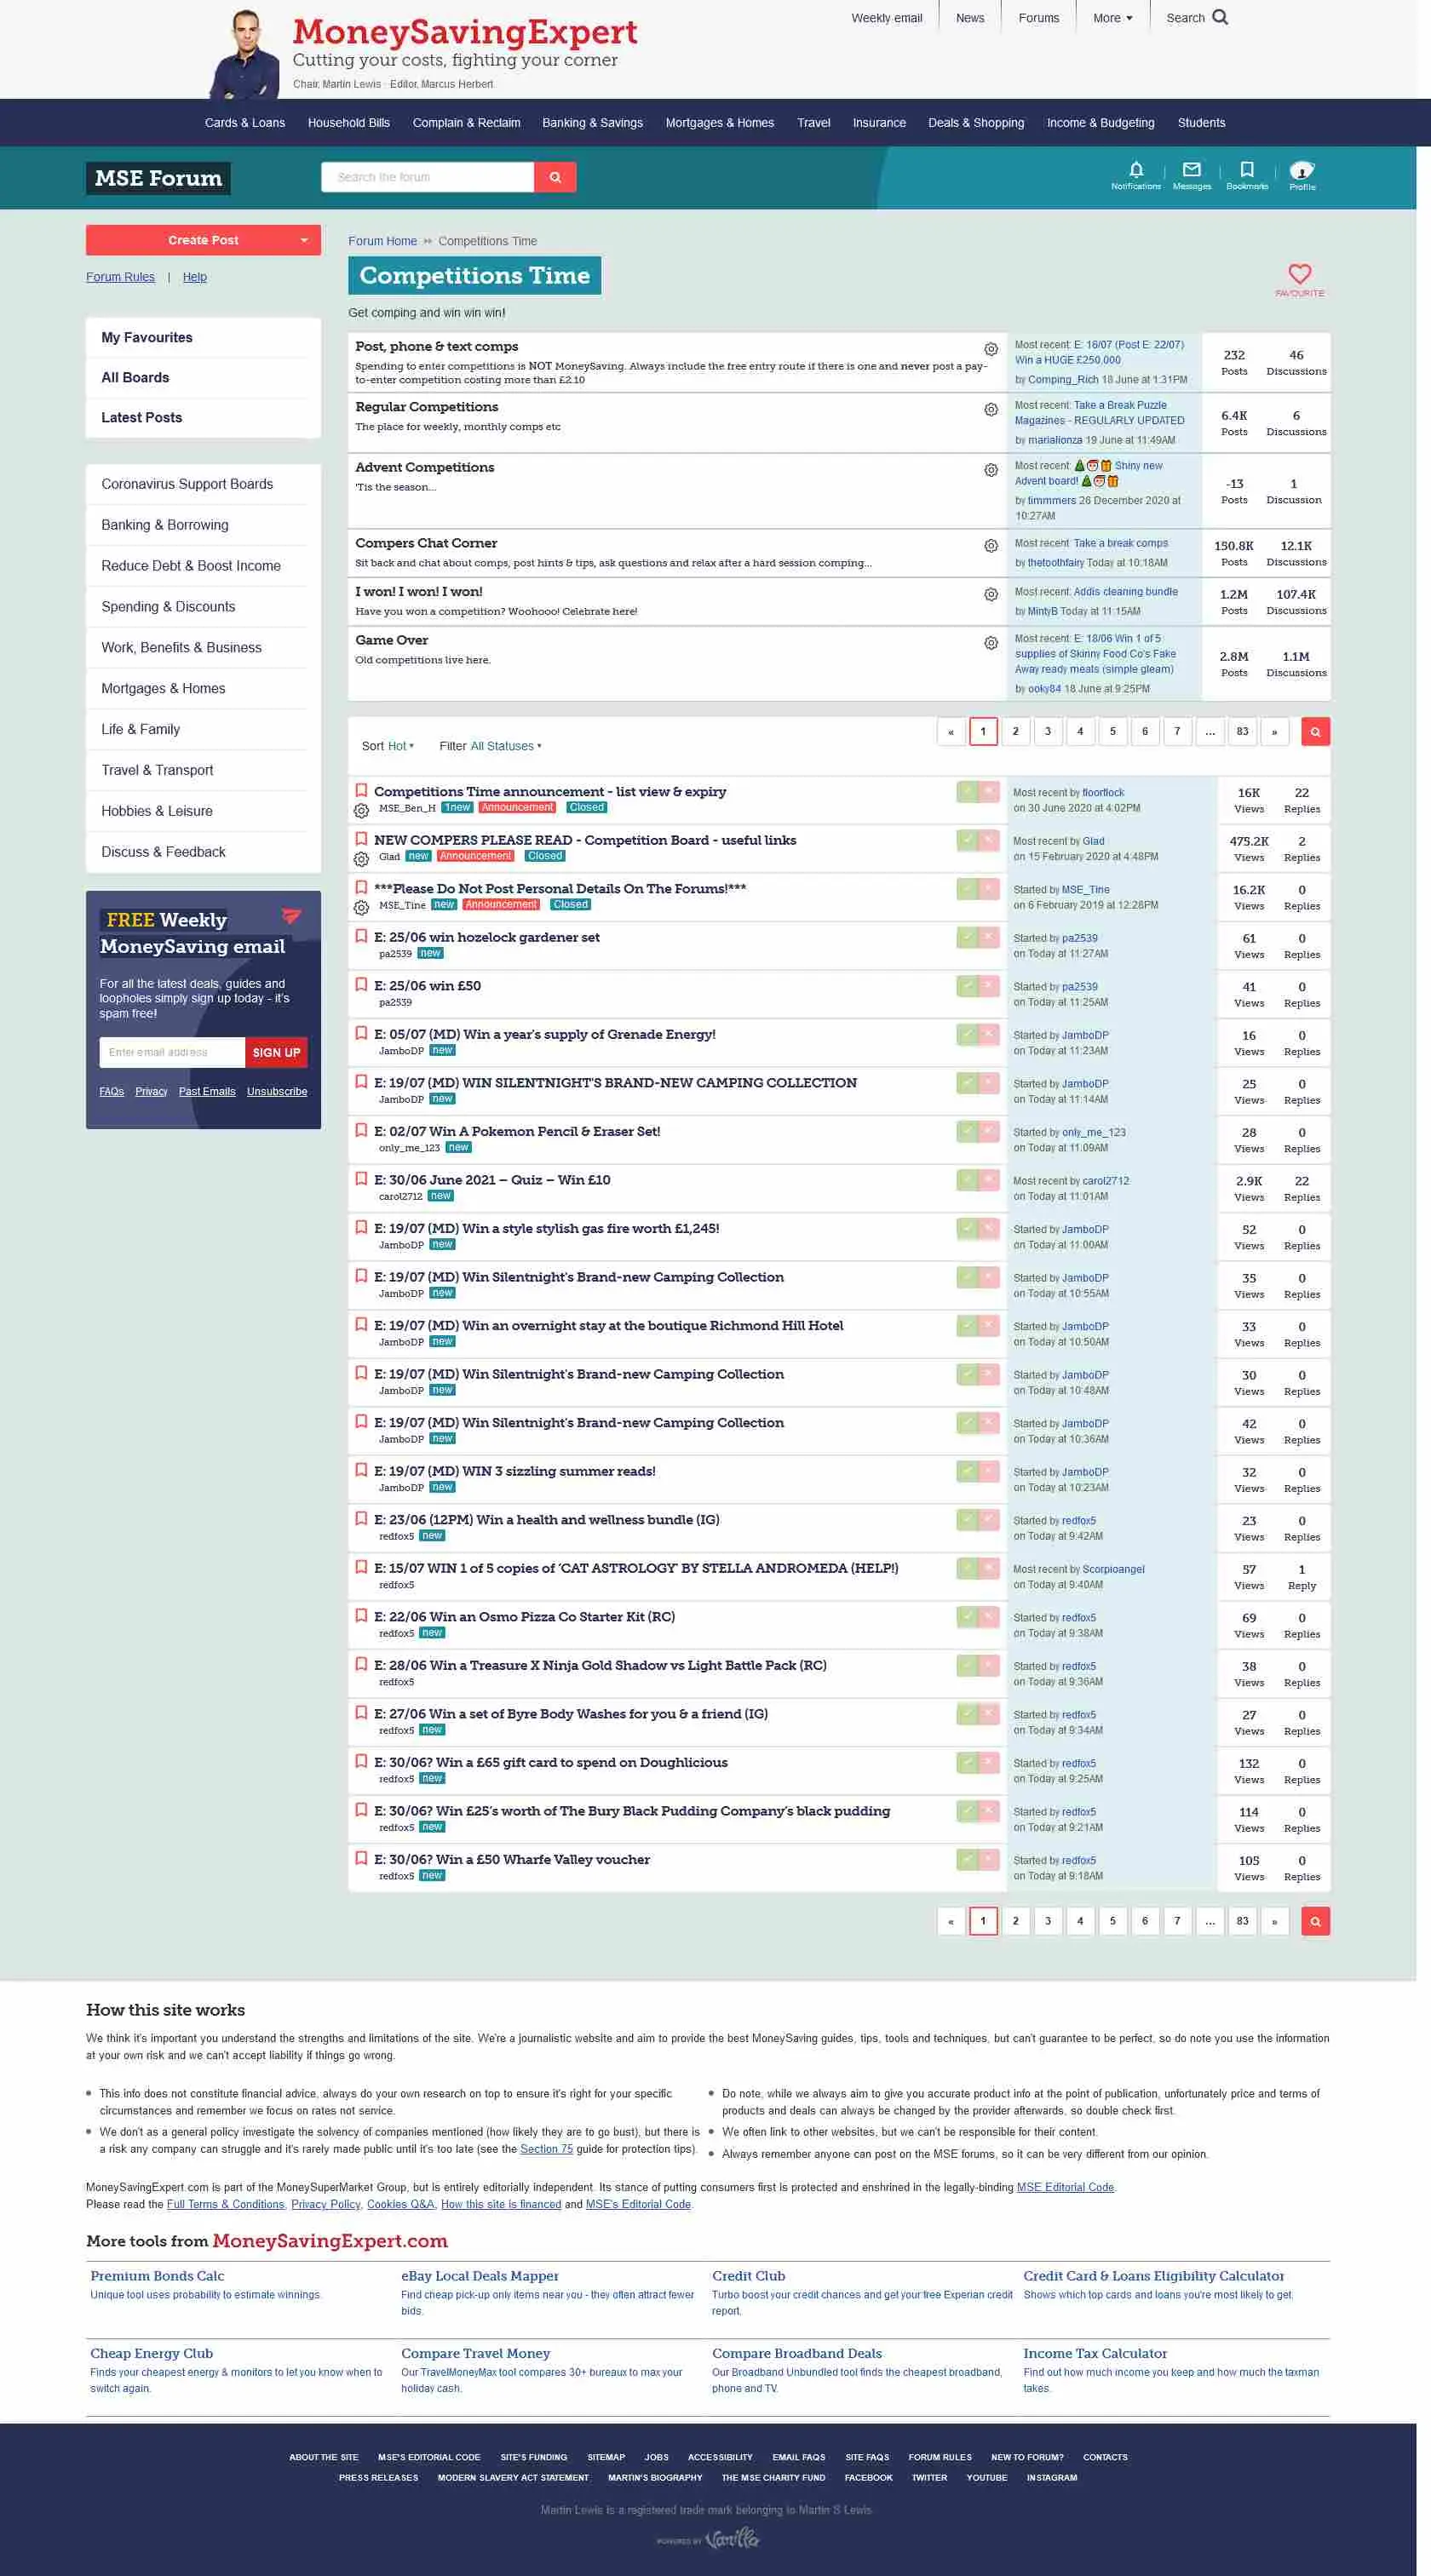 MoneySavingExpert
Cutting your costs, fighting your corner
Chair, Martin Lewis · Editor, Marcus Herbert
Weekly email
News
Forums
More
Search
Cards & Loans
Household Bills
Complain & Reclaim
Banking & Savings
Mortgages & Homes
Travel
Insurance
Deals & Shopping
Income & Budgeting
Students
MSE Forum
Search the forum
Notifications
Messages
Bookmarks
Profile
Create Post
Forum Rules | Help
My Favourites
All Boards
Latest Posts
Coronavirus Support Boards
Banking & Borrowing
Reduce Debt & Boost Income
Spending & Discounts
Work, Benefits & Business
Mortgages & Homes
Life & Family
Travel & Transport
Hobbies & Leisure
Discuss & Feedback
FREE Weekly
MoneySaving email
For all the latest deals, guides and
loopholes simply sign up today - it's
spam free!
Enter email address
SIGN UP
FAQs Privacy Past Emails Unsubscribe
Forum Home » Competitions Time
Competitions Time
FAVOURITE
Get comping and win win win!
Post, phone & text comps
Spending to enter competitions is NOT MoneySaving. Always include the free entry route if there is one and never post a pay-
to-enter competition costing more than £2.10
Most recent: E: 16/07 (Post E: 22/07)
Win a HUGE £250,000
by Comping_Rich 18 June at 1:31PM
232 46
Posts Discussions
Regular Competitions
The place for weekly, monthly comps etc
Most recent: Take a Break Puzzle
Magazines - REGULARLY UPDATED
by marialionza 19 June at 11:49AM
6.4K 6
Posts Discussions
Advent Competitions
'Tis the season...
Most recent: 🎄🎅🎁 Shiny new
Advent board! 🎄🎅🎁
by timmmers 26 December 2020 at
10:27AM
-13 1
Posts Discussion
Compers Chat Corner
Sit back and chat about comps, post hints & tips, ask questions and relax after a hard session comping...
Most recent: Take a break comps
by thetoothfairy Today at 10:18AM
150.8K 12.1K
Posts Discussions
I won! I won! I won!
Have you won a competition? Woohooo! Celebrate here!
Most recent: Addis cleaning bundle
by MintyB Today at 11:15AM
1.2M 107.4K
Posts Discussions
Game Over
Old competitions live here.
Most recent: E: 18/06 Win 1 of 5
supplies of Skinny Food Co's Fake
Away ready meals (simple gleam)
by ooky84 18 June at 9:25PM
2.8M 1.1M
Posts Discussions
Sort Hot Filter All Statuses
« 1 2 3 4 5 6 7 ... 83 »
Competitions Time announcement - list view & expiry
MSE_Ben_H 1new Announcement Closed
Most recent by floorflock
on 30 June 2020 at 4:02PM
16K 22
Views Replies
NEW COMPERS PLEASE READ - Competition Board - useful links
Glad new Announcement Closed
Most recent by Glad
on 15 February 2020 at 4:48PM
475.2K 2
Views Replies
***Please Do Not Post Personal Details On The Forums!***
MSE_Tine new Announcement Closed
Started by MSE_Tine
on 6 February 2019 at 12:28PM
16.2K 0
Views Replies
E: 25/06 win hozelock gardener set
pa2539 new
Started by pa2539
on Today at 11:27AM
61 0
Views Replies
E: 25/06 win £50
pa2539
Started by pa2539
on Today at 11:25AM
41 0
Views Replies
E: 05/07 (MD) Win a year's supply of Grenade Energy!
JamboDP new
Started by JamboDP
on Today at 11:23AM
16 0
Views Replies
E: 19/07 (MD) WIN SILENTNIGHT'S BRAND-NEW CAMPING COLLECTION
JamboDP new
Started by JamboDP
on Today at 11:14AM
25 0
Views Replies
E: 02/07 Win A Pokemon Pencil & Eraser Set!
only_me_123 new
Started by only_me_123
on Today at 11:09AM
28 0
Views Replies
E: 30/06 June 2021 – Quiz – Win £10
carol2712 new
Most recent by carol2712
on Today at 11:01AM
2.9K 22
Views Replies
E: 19/07 (MD) Win a style stylish gas fire worth £1,245!
JamboDP new
Started by JamboDP
on Today at 11:00AM
52 0
Views Replies
E: 19/07 (MD) Win Silentnight's Brand-new Camping Collection
JamboDP new
Started by JamboDP
on Today at 10:55AM
35 0
Views Replies
E: 19/07 (MD) Win an overnight stay at the boutique Richmond Hill Hotel
JamboDP new
Started by JamboDP
on Today at 10:50AM
33 0
Views Replies
E: 19/07 (MD) Win Silentnight's Brand-new Camping Collection
JamboDP new
Started by JamboDP
on Today at 10:48AM
30 0
Views Replies
E: 19/07 (MD) Win Silentnight's Brand-new Camping Collection
JamboDP new
Started by JamboDP
on Today at 10:36AM
42 0
Views Replies
E: 19/07 (MD) WIN 3 sizzling summer reads!
JamboDP new
Started by JamboDP
on Today at 10:23AM
32 0
Views Replies
E: 23/06 (12PM) Win a health and wellness bundle (IG)
redfox5 new
Started by redfox5
on Today at 9:42AM
23 0
Views Replies
E: 15/07 WIN 1 of 5 copies of 'CAT ASTROLOGY' BY STELLA ANDROMEDA (HELP!)
redfox5
Most recent by Scorpioangel
on Today at 9:40AM
57 1
Views Reply
E: 22/06 Win an Osmo Pizza Co Starter Kit (RC)
redfox5 new
Started by redfox5
on Today at 9:38AM
69 0
Views Replies
E: 28/06 Win a Treasure X Ninja Gold Shadow vs Light Battle Pack (RC)
redfox5
Started by redfox5
on Today at 9:36AM
38 0
Views Replies
E: 27/06 Win a set of Byre Body Washes for you & a friend (IG)
redfox5 new
Started by redfox5
on Today at 9:34AM
27 0
Views Replies
E: 30/06? Win a £65 gift card to spend on Doughlicious
redfox5 new
Started by redfox5
on Today at 9:25AM
132 0
Views Replies
E: 30/06? Win £25's worth of The Bury Black Pudding Company's black pudding
redfox5 new
Started by redfox5
on Today at 9:21AM
114 0
Views Replies
E: 30/06? Win a £50 Wharfe Valley voucher
redfox5 new
Started by redfox5
on Today at 9:18AM
105 0
Views Replies
« 1 2 3 4 5 6 7 ... 83 »
How this site works
We think it's important you understand the strengths and limitations of the site. We're a journalistic website and aim to provide the best MoneySaving guides, tips, tools and techniques, but can't guarantee to be perfect, so do note you use the information
at your own risk and we can't accept liability if things go wrong.
This info does not constitute financial advice, always do your own research on top to ensure it's right for your specific
circumstances and remember we focus on rates not service.
We don't as a general policy investigate the solvency of companies mentioned (how likely they are to go bust), but there is
a risk any company can struggle and it's rarely made public until it's too late (see the Section 75 guide for protection tips).
Do note, while we always aim to give you accurate product info at the point of publication, unfortunately price and terms of
products and deals can always be changed by the provider afterwards, so double check first.
We often link to other websites, but we can't be responsible for their content.
Always remember anyone can post on the MSE forums, so it can be very different from our opinion.
MoneySavingExpert.com is part of the MoneySuperMarket Group, but is entirely editorially independent. Its stance of putting consumers first is protected and enshrined in the legally-binding MSE Editorial Code.
Please read the Full Terms & Conditions, Privacy Policy, Cookies Q&A, How this site is financed and MSE's Editorial Code.
More tools from MoneySavingExpert.com
Premium Bonds Calc
Unique tool uses probability to estimate winnings.
eBay Local Deals Mapper
Find cheap pick-up only items near you - they often attract fewer
bids.
Credit Club
Turbo boost your credit chances and get your free Experian credit
report.
Credit Card & Loans Eligibility Calculator
Shows which top cards and loans you're most likely to get.
Cheap Energy Club
Finds your cheapest energy & monitors to let you know when to
switch again.
Compare Travel Money
Our TravelMoneyMax tool compares 30+ bureaux to max your
holiday cash.
Compare Broadband Deals
Our Broadband Unbundled tool finds the cheapest broadband,
phone and TV.
Income Tax Calculator
Find out how much income you keep and how much the taxman
takes.
ABOUT THE SITE MSE'S EDITORIAL CODE SITE'S FUNDING SITEMAP JOBS ACCESSIBILITY EMAIL FAQS SITE FAQS FORUM RULES NEW TO FORUM? CONTACTS
PRESS RELEASES MODERN SLAVERY ACT STATEMENT MARTIN'S BIOGRAPHY THE MSE CHARITY FUND FACEBOOK TWITTER YOUTUBE INSTAGRAM
Martin Lewis is a registered trade mark belonging to Martin S Lewis.
POWERED BY Vanilla